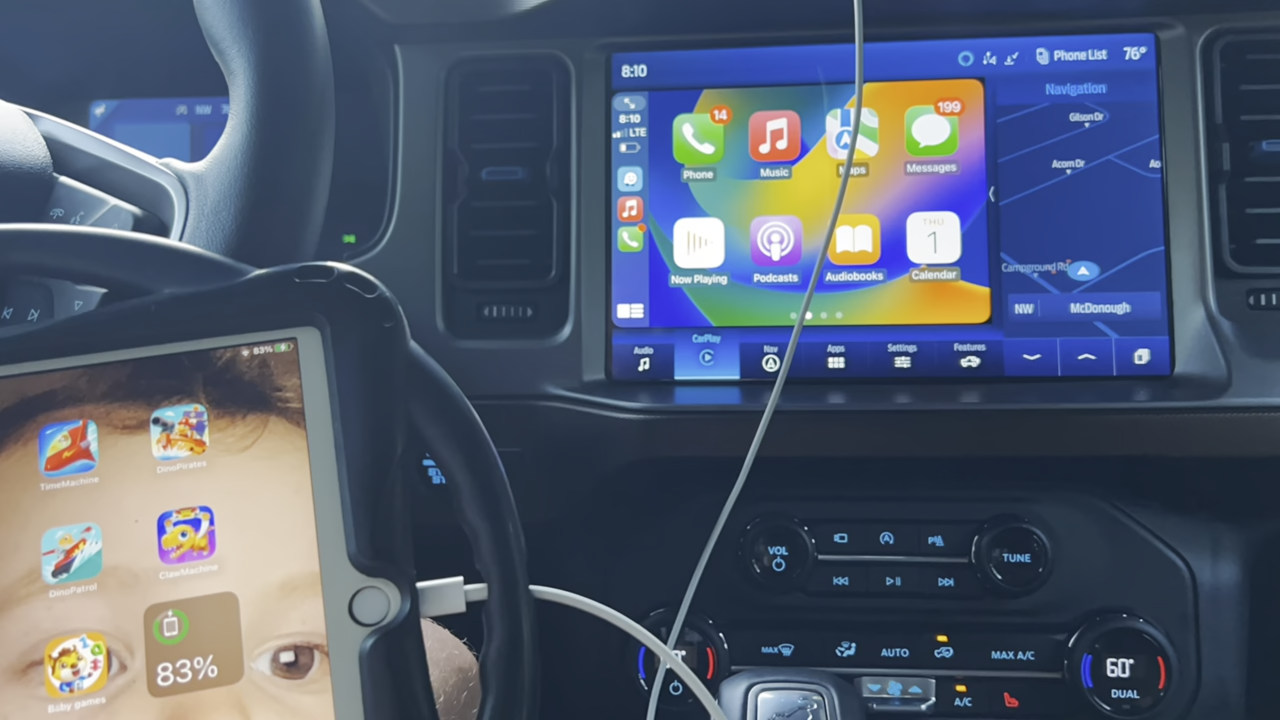 8:10
Phone List
76°
Navigation
8:10
LTE
14
199
Phone
Music
Maps
Messages
Gilson Dr
Acorn Dr
THU
1
Now Playing
Podcasts
Audiobooks
Calendar
Campground Rd
NW
McDonough
Audio
CarPlay
Nav
Apps
Settings
Features
NW
83%
TimeMachine
DinoPirates
DinoPatrol
ClawMachine
83%
Baby games
VOL
TUNE
MAX
AUTO
MAX A/C
A/C
60°
DUAL